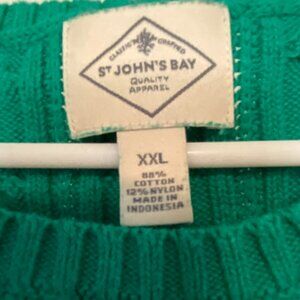 CLASSIC CRAFTED
ST JOHN'S BAY
QUALITY
APPAREL
XXL
88%
COTTON
12% NYLON
MADE IN
INDONESIA